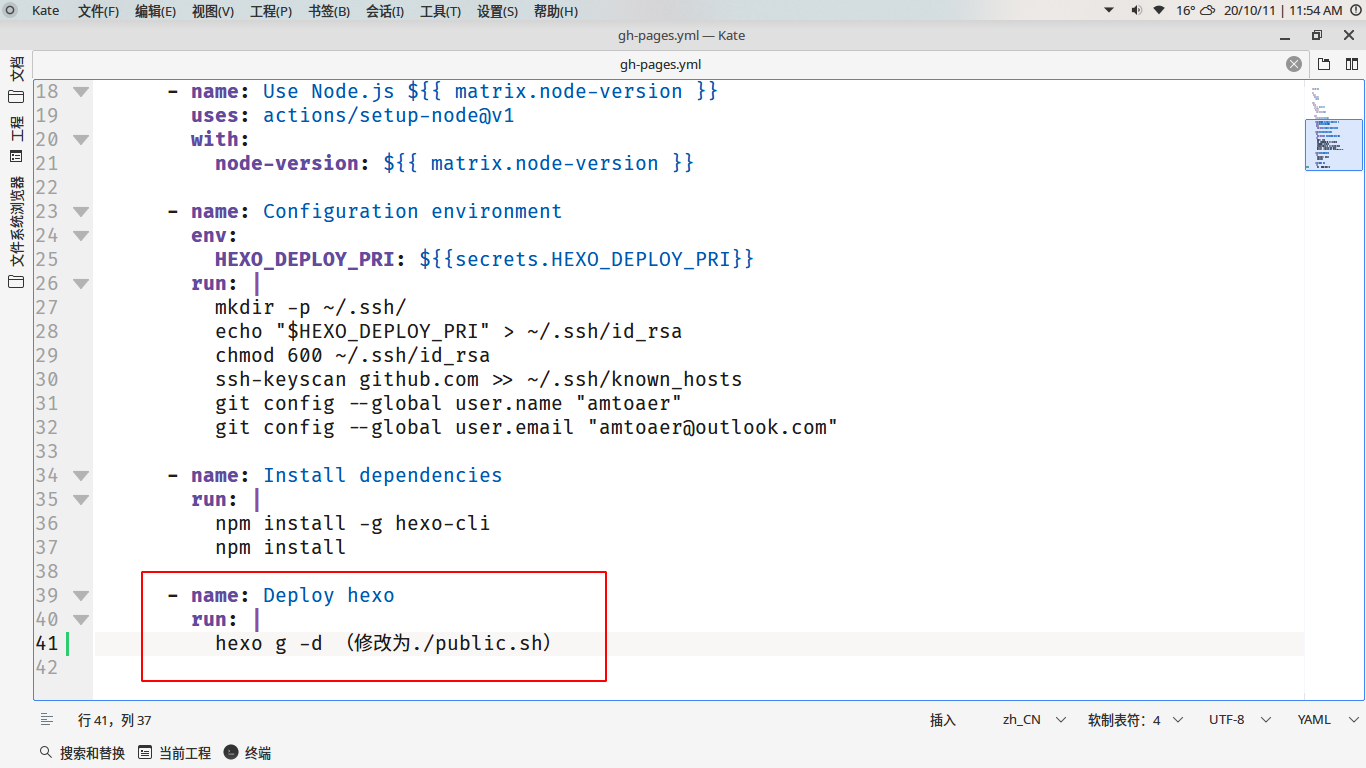 Kate 文件(F) 编辑(E) 视图(V) 工程(P) 书签(B) 会话(I) 工具(T) 设置(S) 帮助(H) 16° 20/10/11 | 11:54 AM
gh-pages.yml — Kate
gh-pages.yml
文档
工程
文件系统浏览器
18 - name: Use Node.js ${{ matrix.node-version }}
19 uses: actions/setup-node@v1
20 with:
21 node-version: ${{ matrix.node-version }}
22
23 - name: Configuration environment
24 env:
25 HEXO_DEPLOY_PRI: ${{secrets.HEXO_DEPLOY_PRI}}
26 run: |
27 mkdir -p ~/.ssh/
28 echo "$HEXO_DEPLOY_PRI" > ~/.ssh/id_rsa
29 chmod 600 ~/.ssh/id_rsa
30 ssh-keyscan github.com >> ~/.ssh/known_hosts
31 git config --global user.name "amtoaer"
32 git config --global user.email "amtoaer@outlook.com"
33
34 - name: Install dependencies
35 run: |
36 npm install -g hexo-cli
37 npm install
38
39 - name: Deploy hexo
40 run: |
41 hexo g -d （修改为./public.sh）
42
行 41，列 37 插入 zh_CN 软制表符：4 UTF-8 YAML
搜索和替换 当前工程 终端